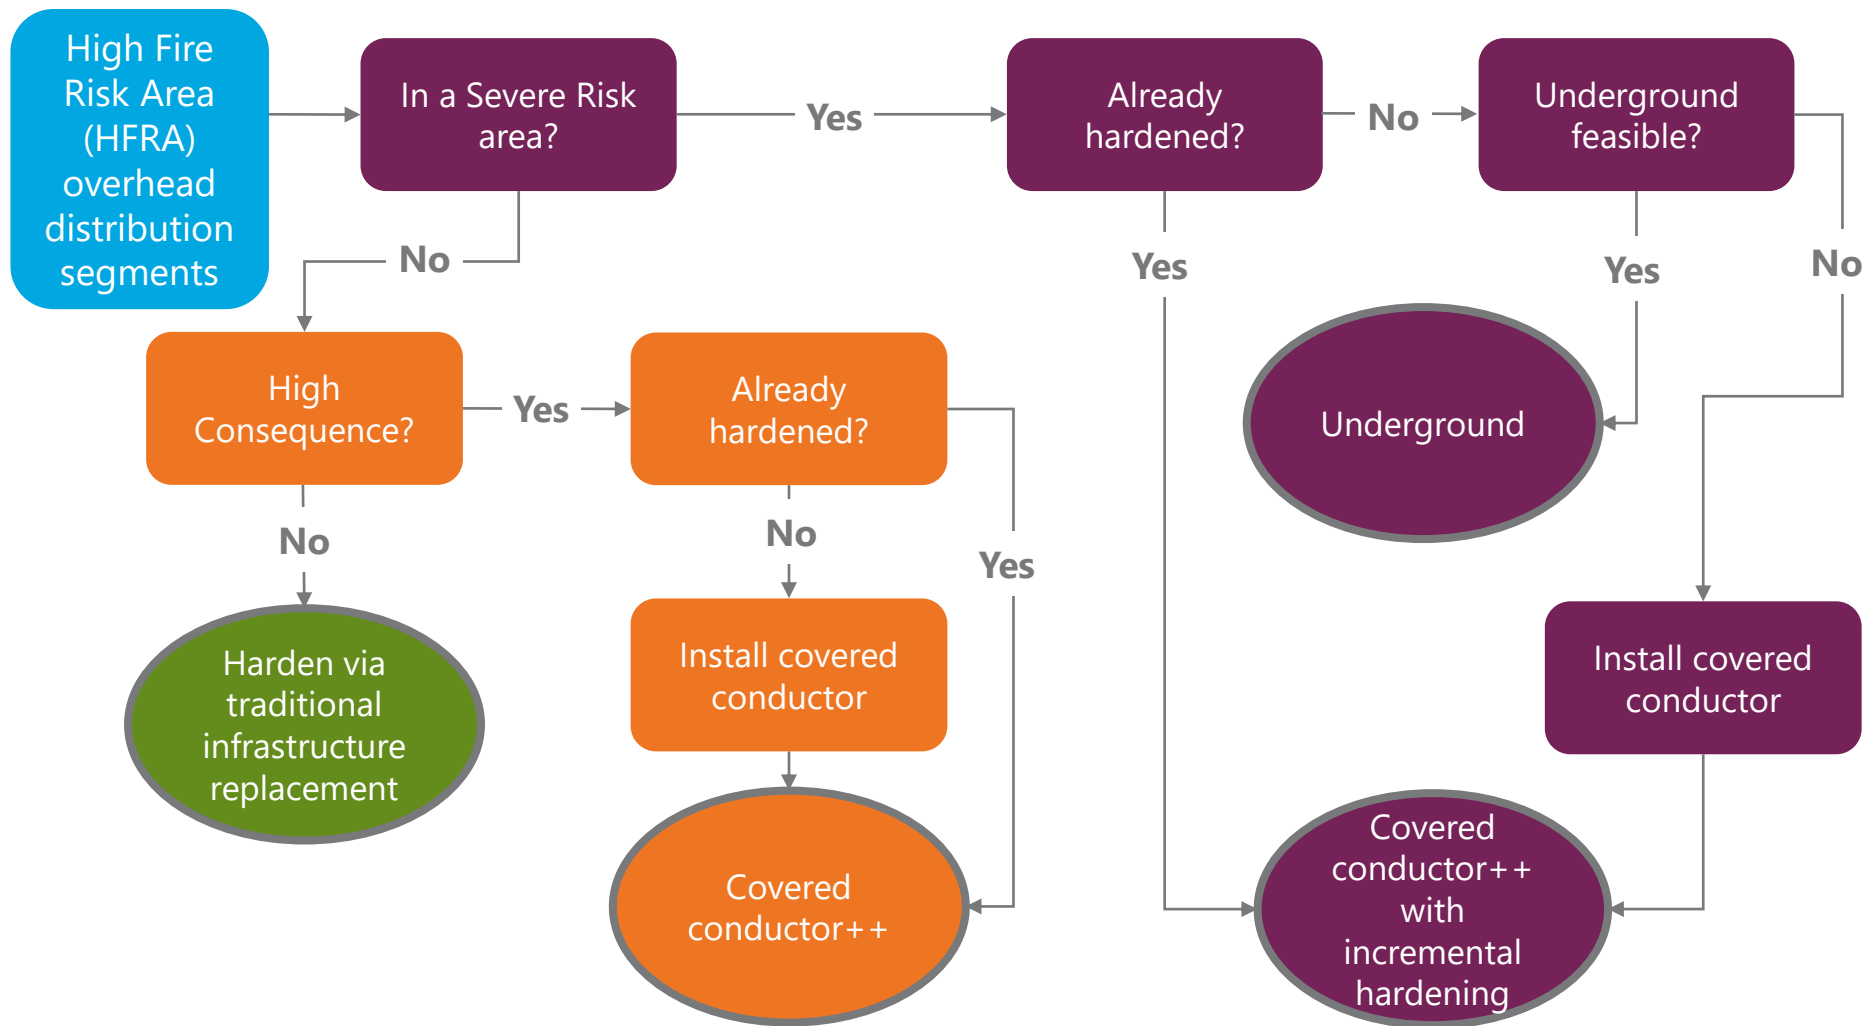 High Fire
Risk Area
(HFRA)
overhead
distribution
segments
In a Severe Risk
area?
Yes
Already
hardened?
No
Underground
feasible?
No
Yes
Yes
No
High
Consequence?
Yes
Already
hardened?
Underground
No
No
Yes
Harden via
traditional
infrastructure
replacement
Install covered
conductor
Install covered
conductor
Covered
conductor++
Covered
conductor++
with
incremental
hardening